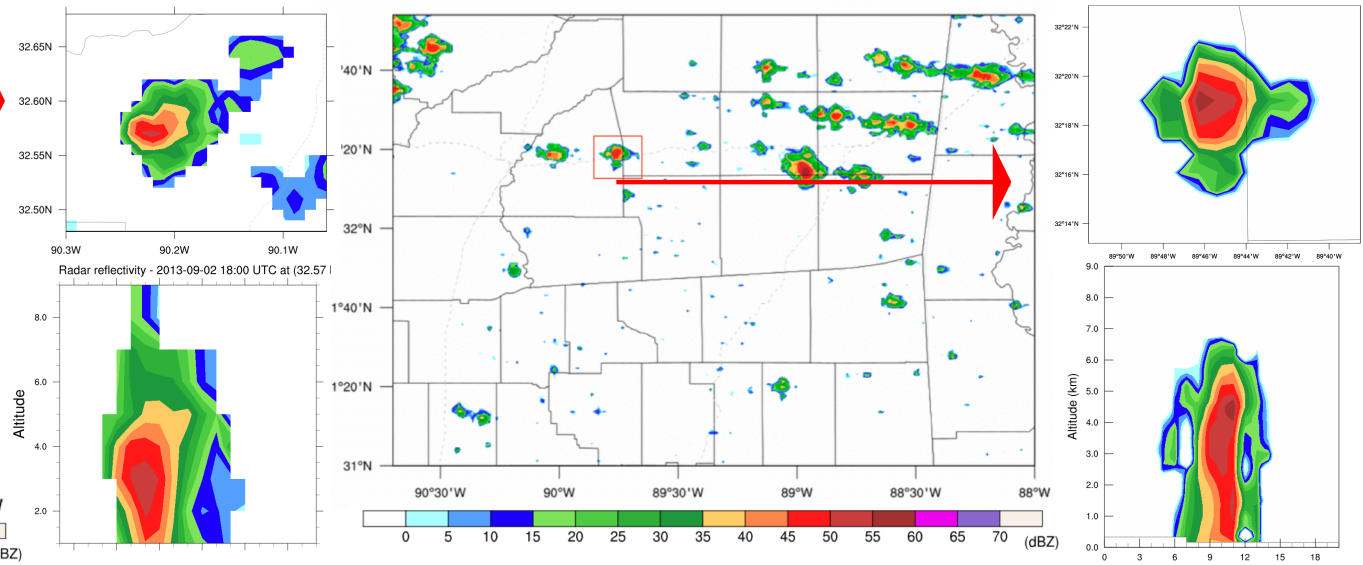 32.65N
32.60N
32.55N
32.50N
90.3W
90.2W
90.1W
Radar reflectivity - 2013-09-02 18:00 UTC at (32.57
8.0
6.0
4.0
2.0
Altitude
BZ)
40'N
20'N
32°N
1°40'N
1°20'N
31°N
90°30'W
90°W
89°30'W
89°W
88°30'W
88°W
0 5 10 15 20 25 30 35 40 45 50 55 60 65 70
(dBZ)
32°22'N
32°20'N
32°18'N
32°16'N
32°14'N
89°50'W
89°48'W
89°46'W
89°44'W
89°42'W
89°40'W
9.0
8.0
7.0
6.0
5.0
4.0
3.0
2.0
1.0
0.0
Altitude (km)
0 3 6 9 12 15 18